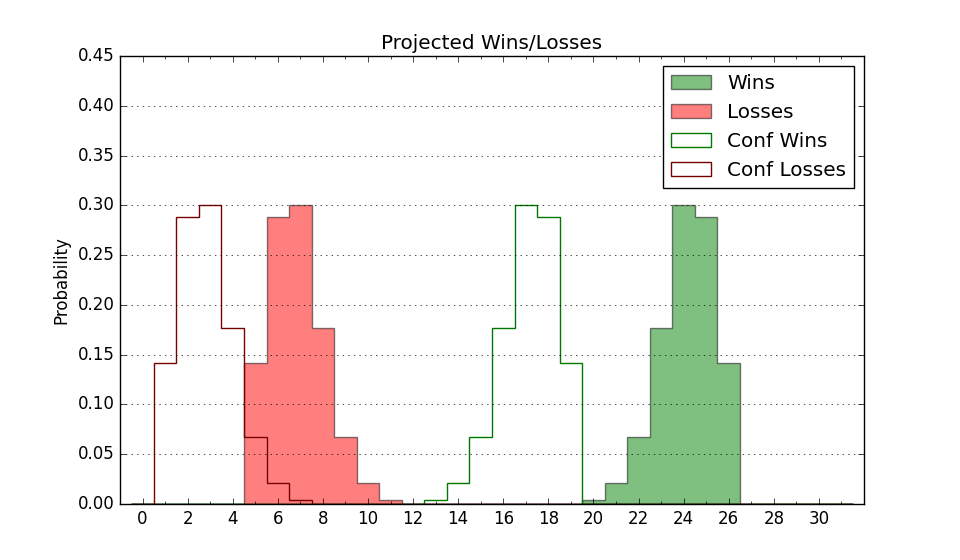 Projected Wins/Losses
0.45
0.40
0.35
0.30
0.25
0.20
0.15
0.10
0.05
0.00
Probability
Wins
Losses
Conf Wins
Conf Losses
0 2 4 6 8 10 12 14 16 18 20 22 24 26 28 30